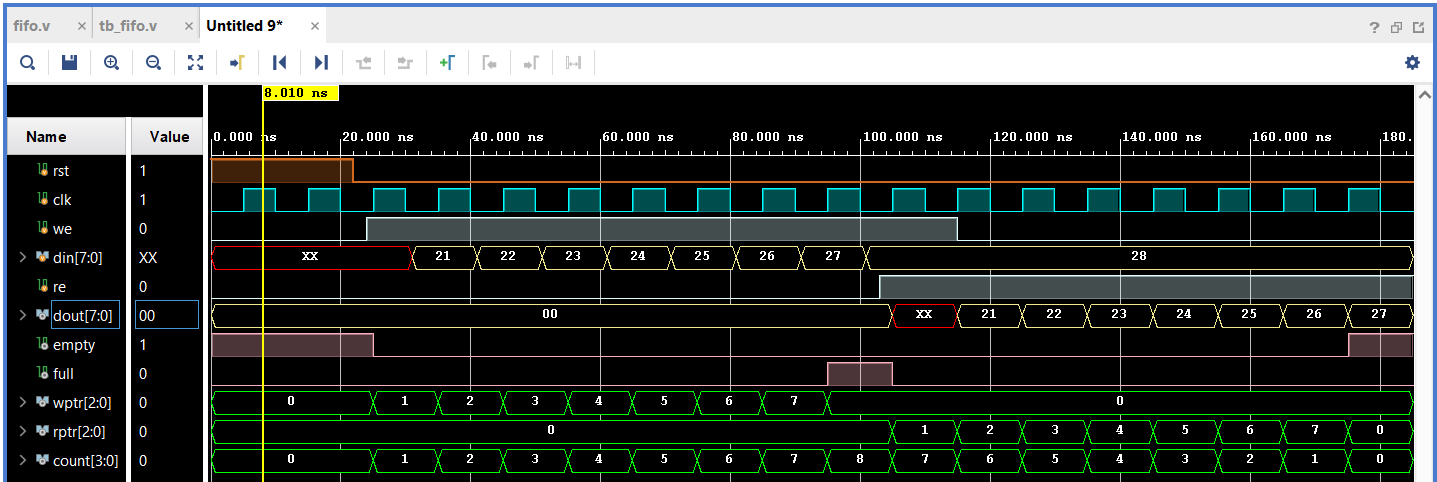 fifo.v × tb_fifo.v × Untitled 9* ×
?
8.010 ns
Name Value
0.000 ns 20.000 ns 40.000 ns 60.000 ns 80.000 ns 100.000 ns 120.000 ns 140.000 ns 160.000 ns 180.
rst 1
clk 1
we 0
din[7:0] XX XX 21 22 23 24 25 26 27 28
re 0
dout[7:0] 00 00 XX 21 22 23 24 25 26 27
empty 1
full 0
wptr[2:0] 0 0 1 2 3 4 5 6 7 0
rptr[2:0] 0 0 1 2 3 4 5 6 7 0
count[3:0] 0 0 1 2 3 4 5 6 7 8 7 6 5 4 3 2 1 0